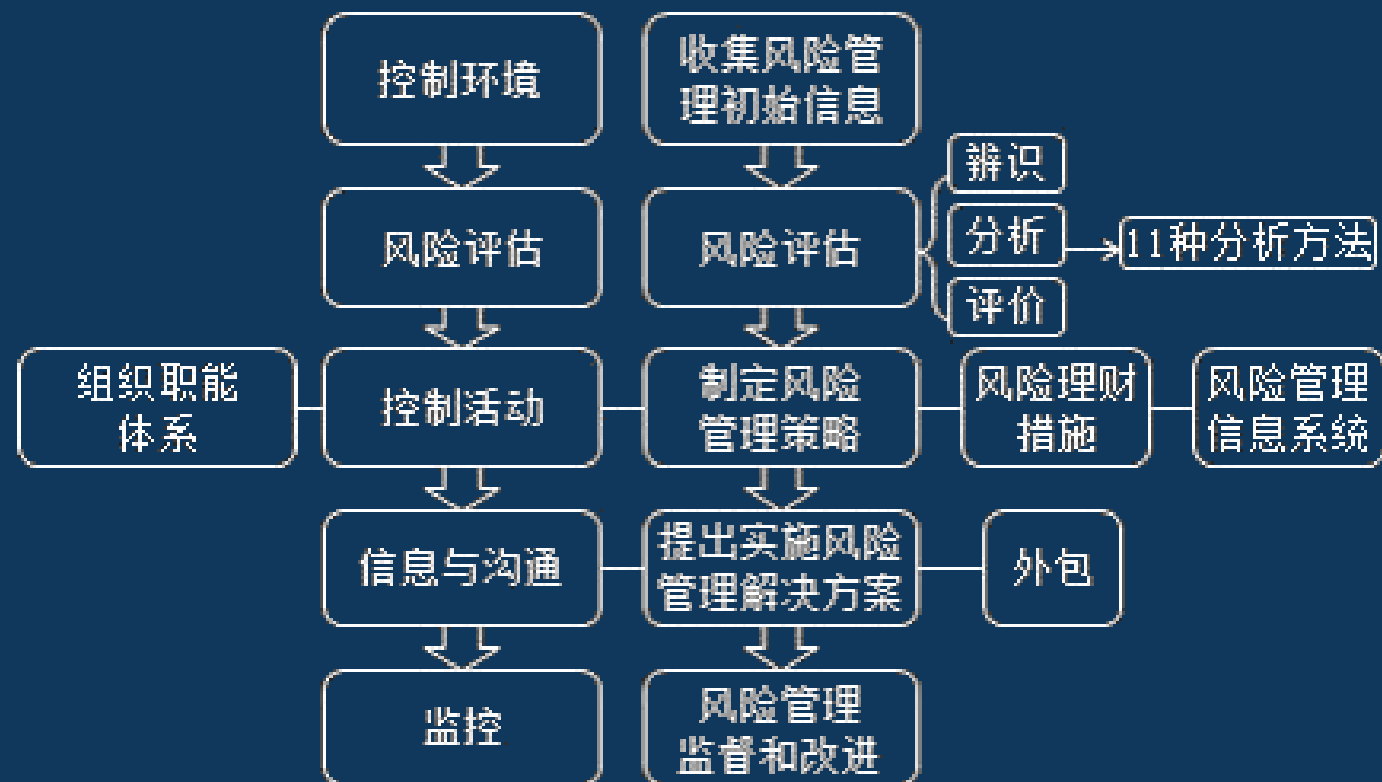 控制环境
收集风险管
理初始信息
辨识
风险评估
风险评估
分析
11种分析方法
评价
组织职能
体系
控制活动
制定风险
管理策略
风险理财
措施
风险管理
信息系统
信息与沟通
提出实施风险
管理解决方案
外包
监控
风险管理
监督和改进